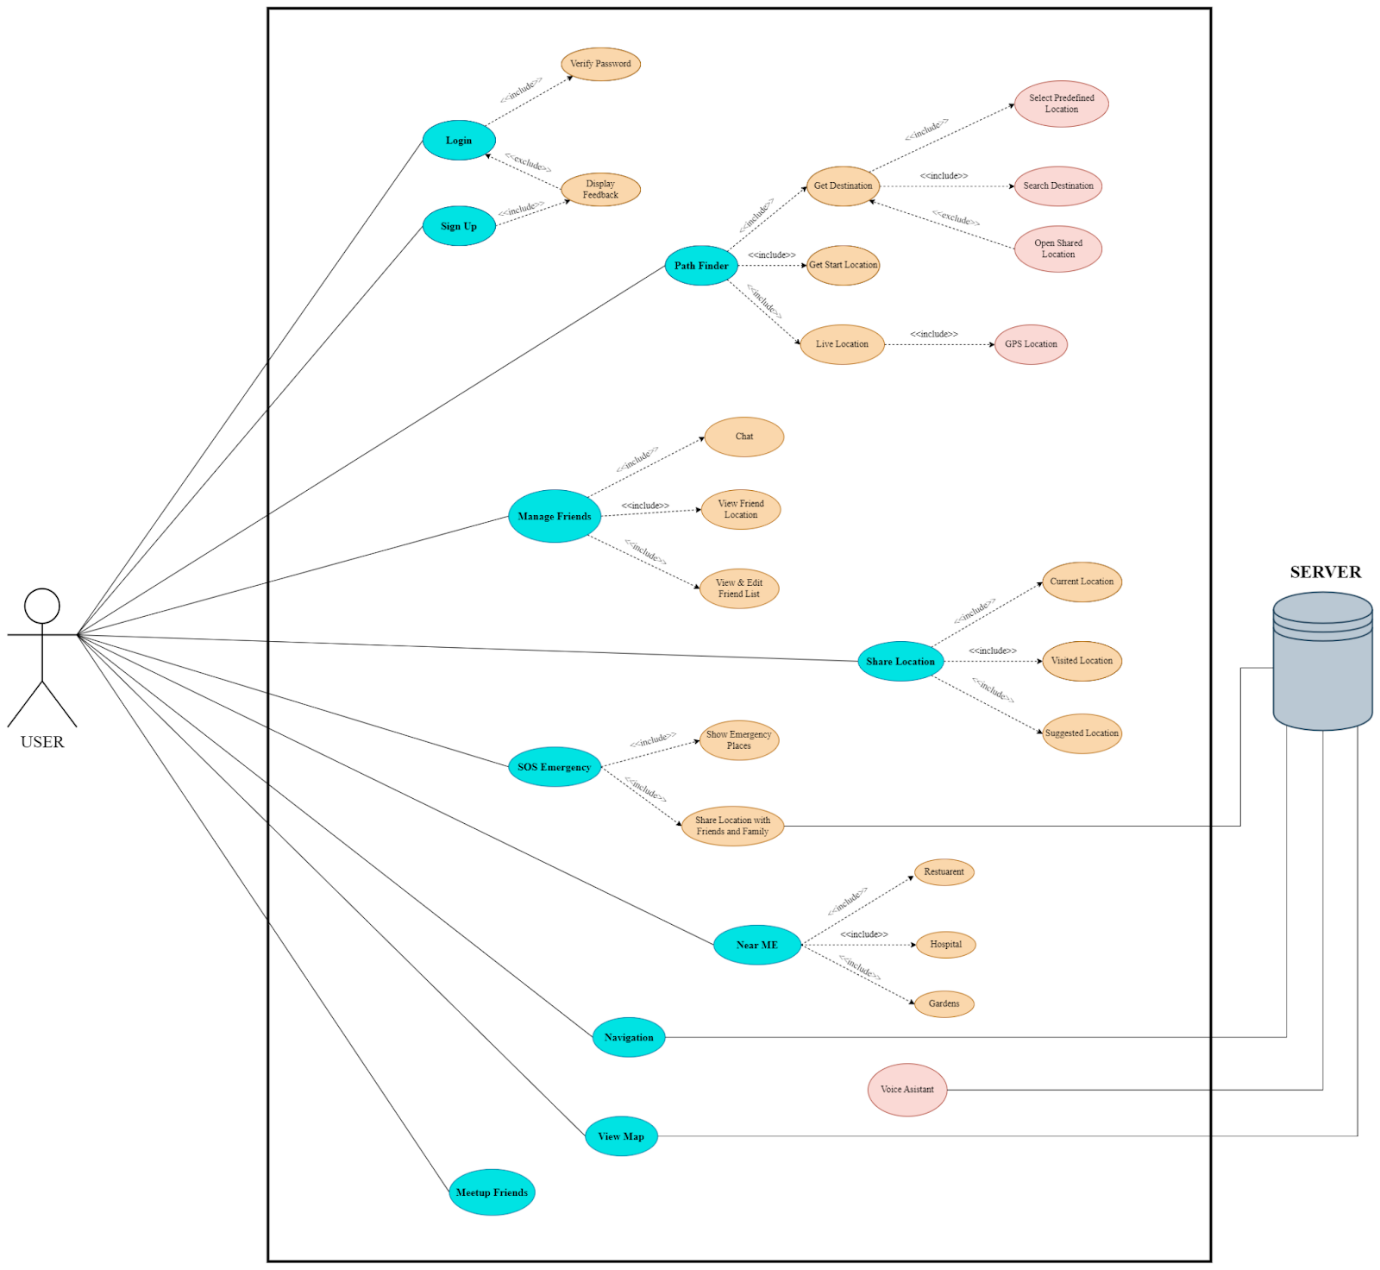 Verify Password
<<include>>
Login
<<exclude>>
Display
Feedback
<<include>>
Sign Up
Select Predefined
Location
<<include>>
Get Destination
<<include>>
Search Destination
<<exclude>>
Open Shared
Location
<<include>>
Path Finder
<<include>>
Get Start Location
<<include>>
Live Location
<<include>>
GPS Location
Chat
<<include>>
Manage Friends
<<include>>
View Friend
Location
<<include>>
View & Edit
Friend List
SERVER
Current Location
<<include>>
Share Location
<<include>>
Visited Location
<<include>>
Suggested Location
USER
SOS Emergency
<<include>>
Show Emergency
Places
<<include>>
Share Location with
Friends and Family
Restuarent
<<include>>
Near ME
<<include>>
Hospital
<<include>>
Gardens
Navigation
Voice Asistant
View Map
Meetup Friends